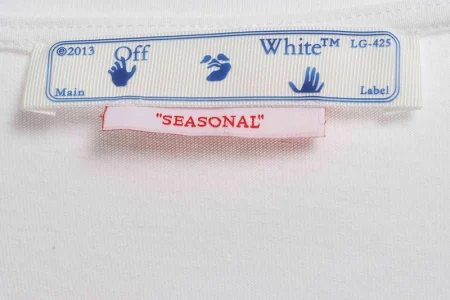 ©2013 Off White™ LG-425
Main Label
"SEASONAL"